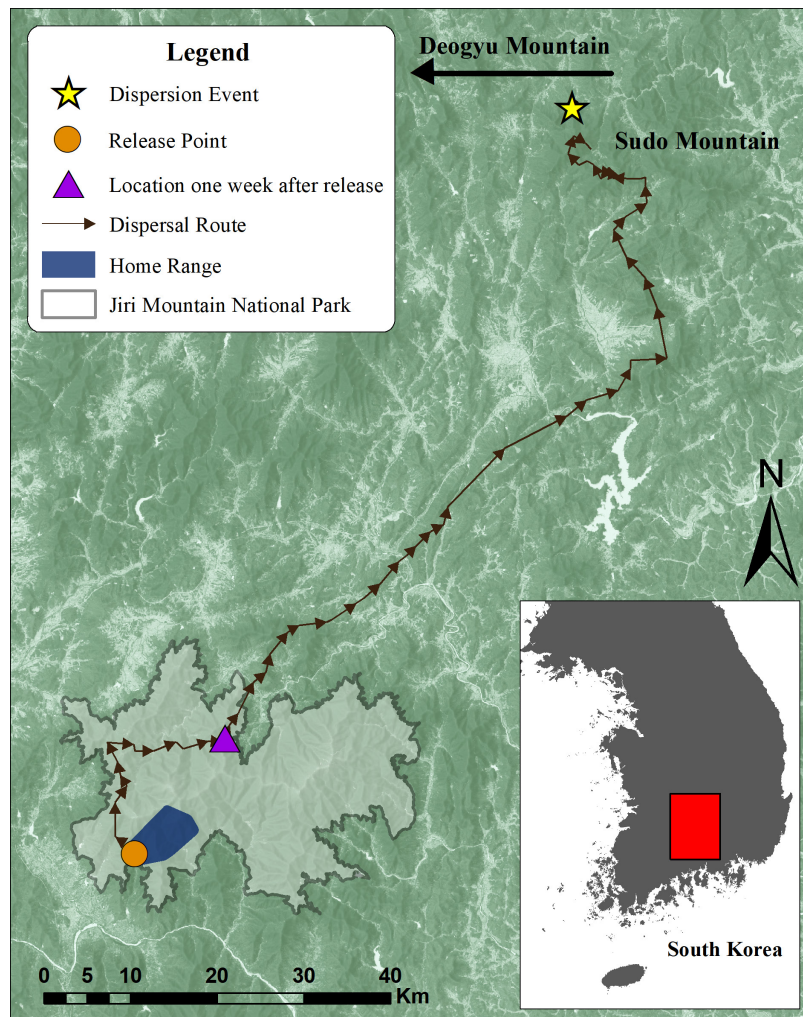 Legend
Dispersion Event
Release Point
Location one week after release
Dispersal Route
Home Range
Jiri Mountain National Park
Deogyu Mountain
Sudo Mountain
N
South Korea
0 5 10 20 30 40
Km